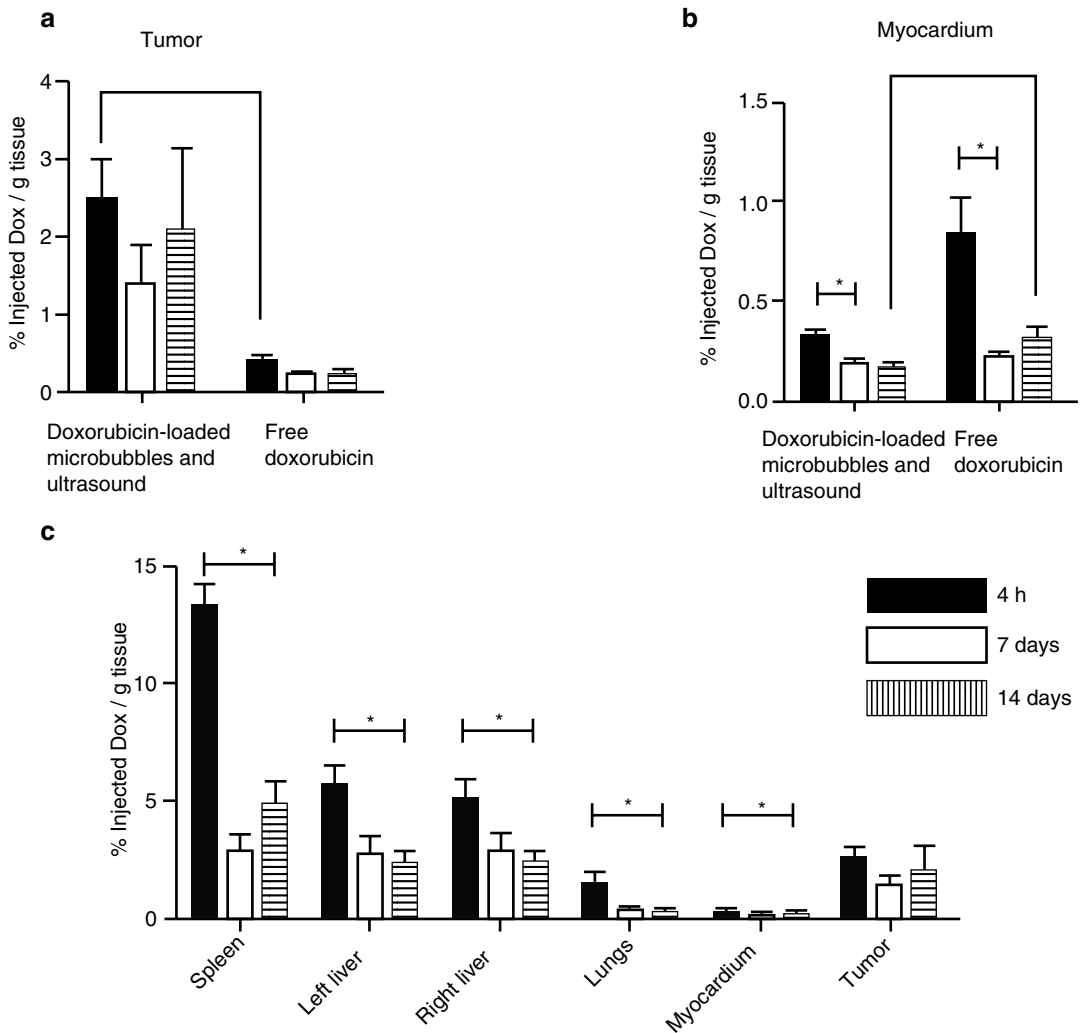 a
Tumor
4
3
2
1
0
% Injected Dox / g tissue
Doxorubicin-loaded
microbubbles and
ultrasound
Free
doxorubicin
b
Myocardium
1.5
1.0
0.5
0.0
% Injected Dox / g tissue
*
*
Doxorubicin-loaded
microbubbles and
ultrasound
Free
doxorubicin
c
15
10
5
0
% Injected Dox / g tissue
*
*
*
*
*
Spleen
Left liver
Right liver
Lungs
Myocardium
Tumor
4 h
7 days
14 days